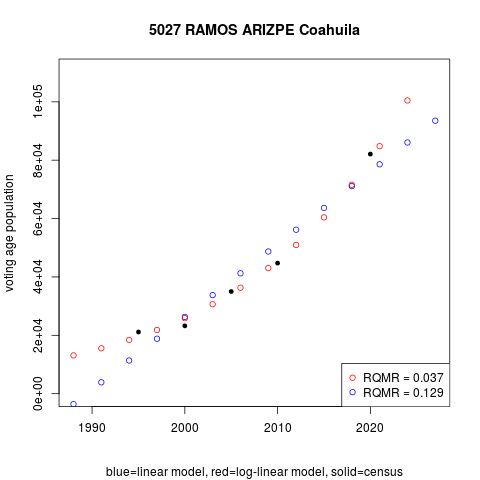 5027 RAMOS ARIZPE Coahuila
voting age population
1e+05
8e+04
6e+04
4e+04
2e+04
0e+00
RQMR = 0.037
RQMR = 0.129
1990 2000 2010 2020
blue=linear model, red=log-linear model, solid=census